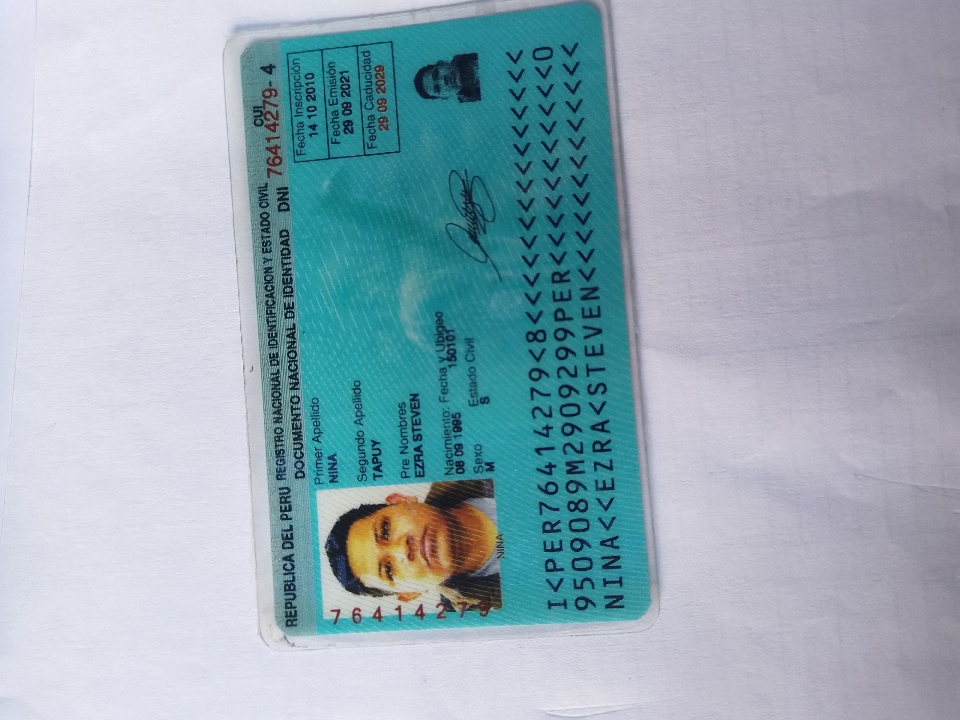 REPUBLICA DEL PERU REGISTRO NACIONAL DE IDENTIFICACION Y ESTADO CIVIL
DOCUMENTO NACIONAL DE IDENTIDAD DNI
CUI
76414279-4
Primer Apellido
NINA
Segundo Apellido
TAPUY
Pre Nombres
EZRA STEVEN
Nacimiento: Fecha y Ubigeo
08 09 1995 150101
Sexo Estado Civil
M S
Fecha Inscripción
14 10 2010
Fecha Emisión
29 09 2021
Fecha Caducidad
29 09 2029
76414279
NINA
I<PER76414279<8<<<<<<<<<<<<<<<
9509089M2909299PER<<<<<<<<<<<0
NINA<<EZRA<STEVEN<<<<<<<<<<<<<